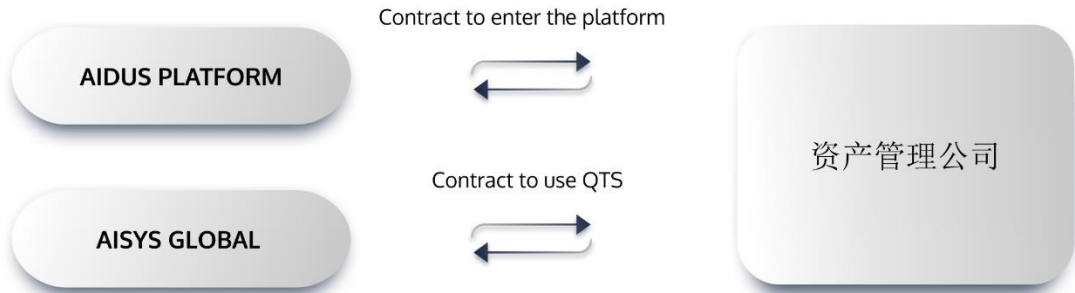 Contract to enter the platform
AIDUS PLATFORM
资产管理公司
Contract to use QTS
AISYS GLOBAL